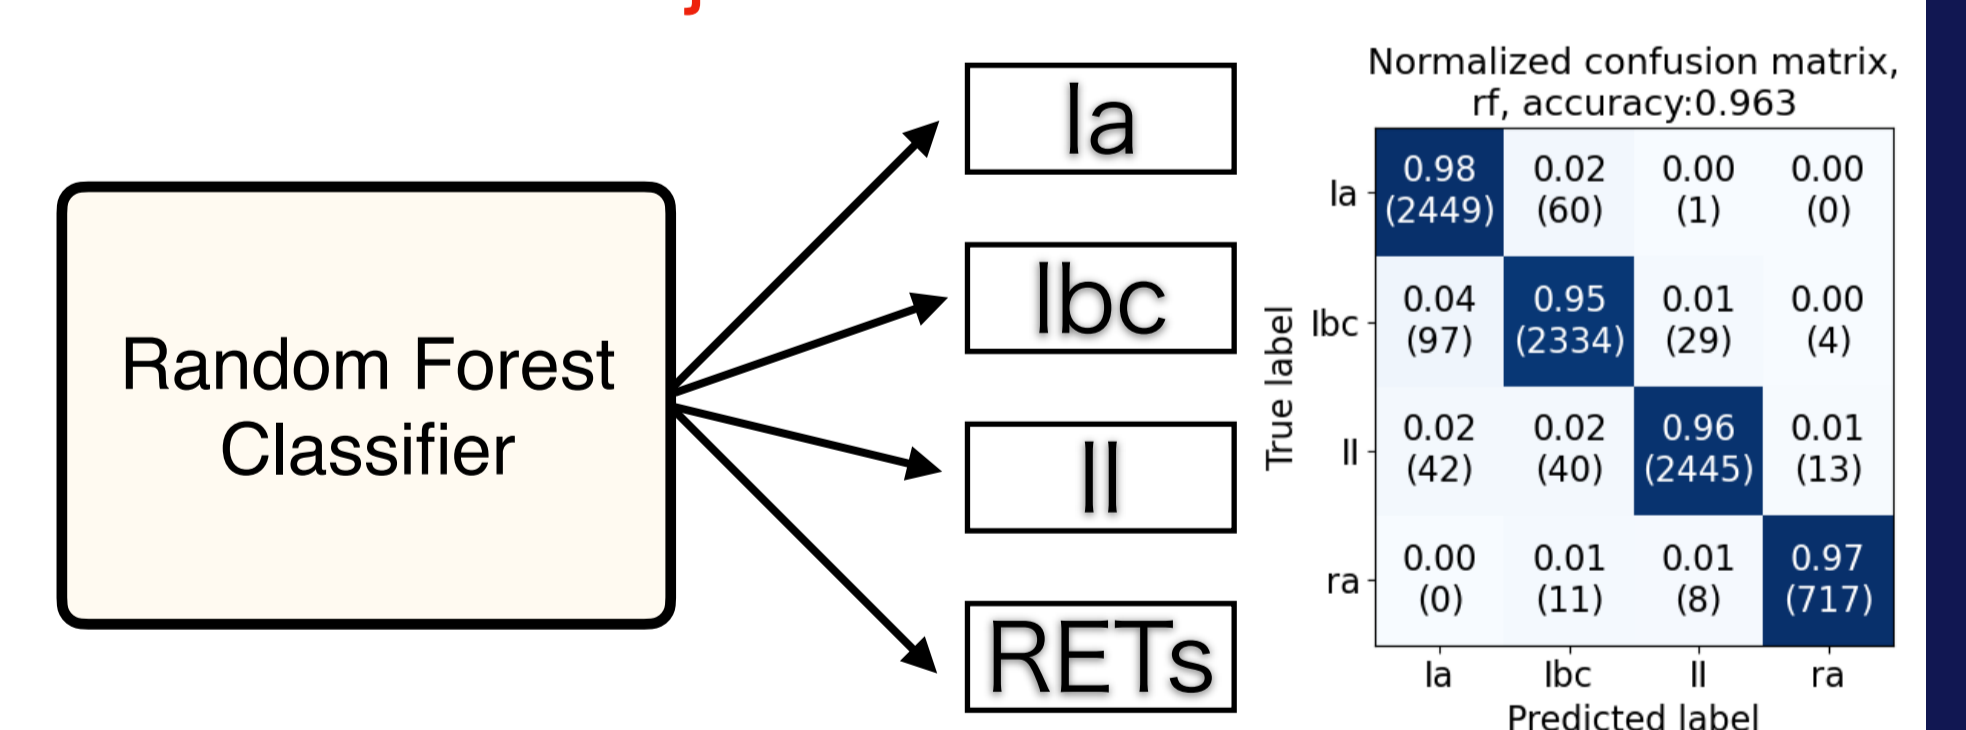 Random Forest
Classifier
Ia
Ibc
II
RETs
Normalized confusion matrix,
rf, accuracy:0.963
True label
Ia
0.98
(2449)
0.02
(60)
0.00
(1)
0.00
(0)
Ibc
0.04
(97)
0.95
(2334)
0.01
(29)
0.00
(4)
II
0.02
(42)
0.02
(40)
0.96
(2445)
0.01
(13)
ra
0.00
(0)
0.01
(11)
0.01
(8)
0.97
(717)
Ia
Ibc
II
ra
Predicted label